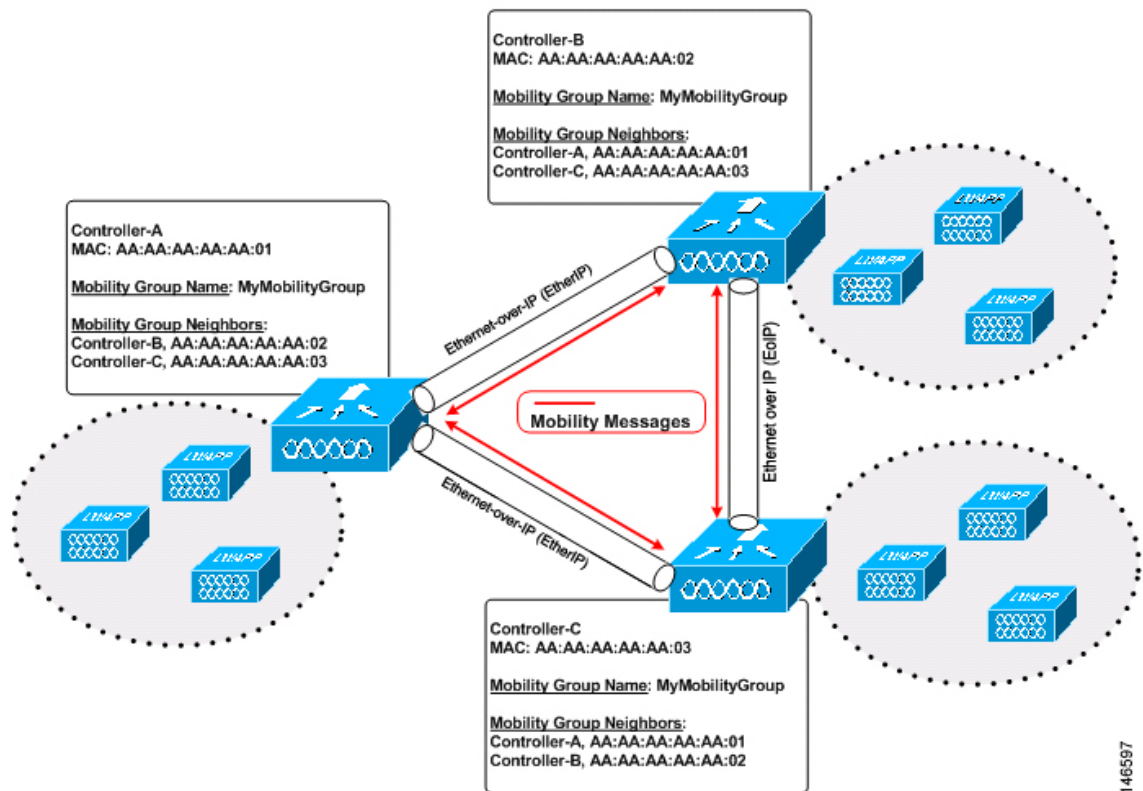 Controller-B
MAC: AA:AA:AA:AA:AA:02
Mobility Group Name: MyMobilityGroup
Mobility Group Neighbors:
Controller-A, AA:AA:AA:AA:AA:01
Controller-C, AA:AA:AA:AA:AA:03
Controller-A
MAC: AA:AA:AA:AA:AA:01
Mobility Group Name: MyMobilityGroup
Mobility Group Neighbors:
Controller-B, AA:AA:AA:AA:AA:02
Controller-C, AA:AA:AA:AA:AA:03
LWAPP
LWAPP
LWAPP
Ethernet-over-IP (EtherIP)
Mobility Messages
Ethernet over IP (EoIP)
Ethernet-over-IP (EtherIP)
LWAPP
LWAPP
LWAPP
LWAPP
LWAPP
LWAPP
Controller-C
MAC: AA:AA:AA:AA:AA:03
Mobility Group Name: MyMobilityGroup
Mobility Group Neighbors:
Controller-A, AA:AA:AA:AA:AA:01
Controller-B, AA:AA:AA:AA:AA:02
146597